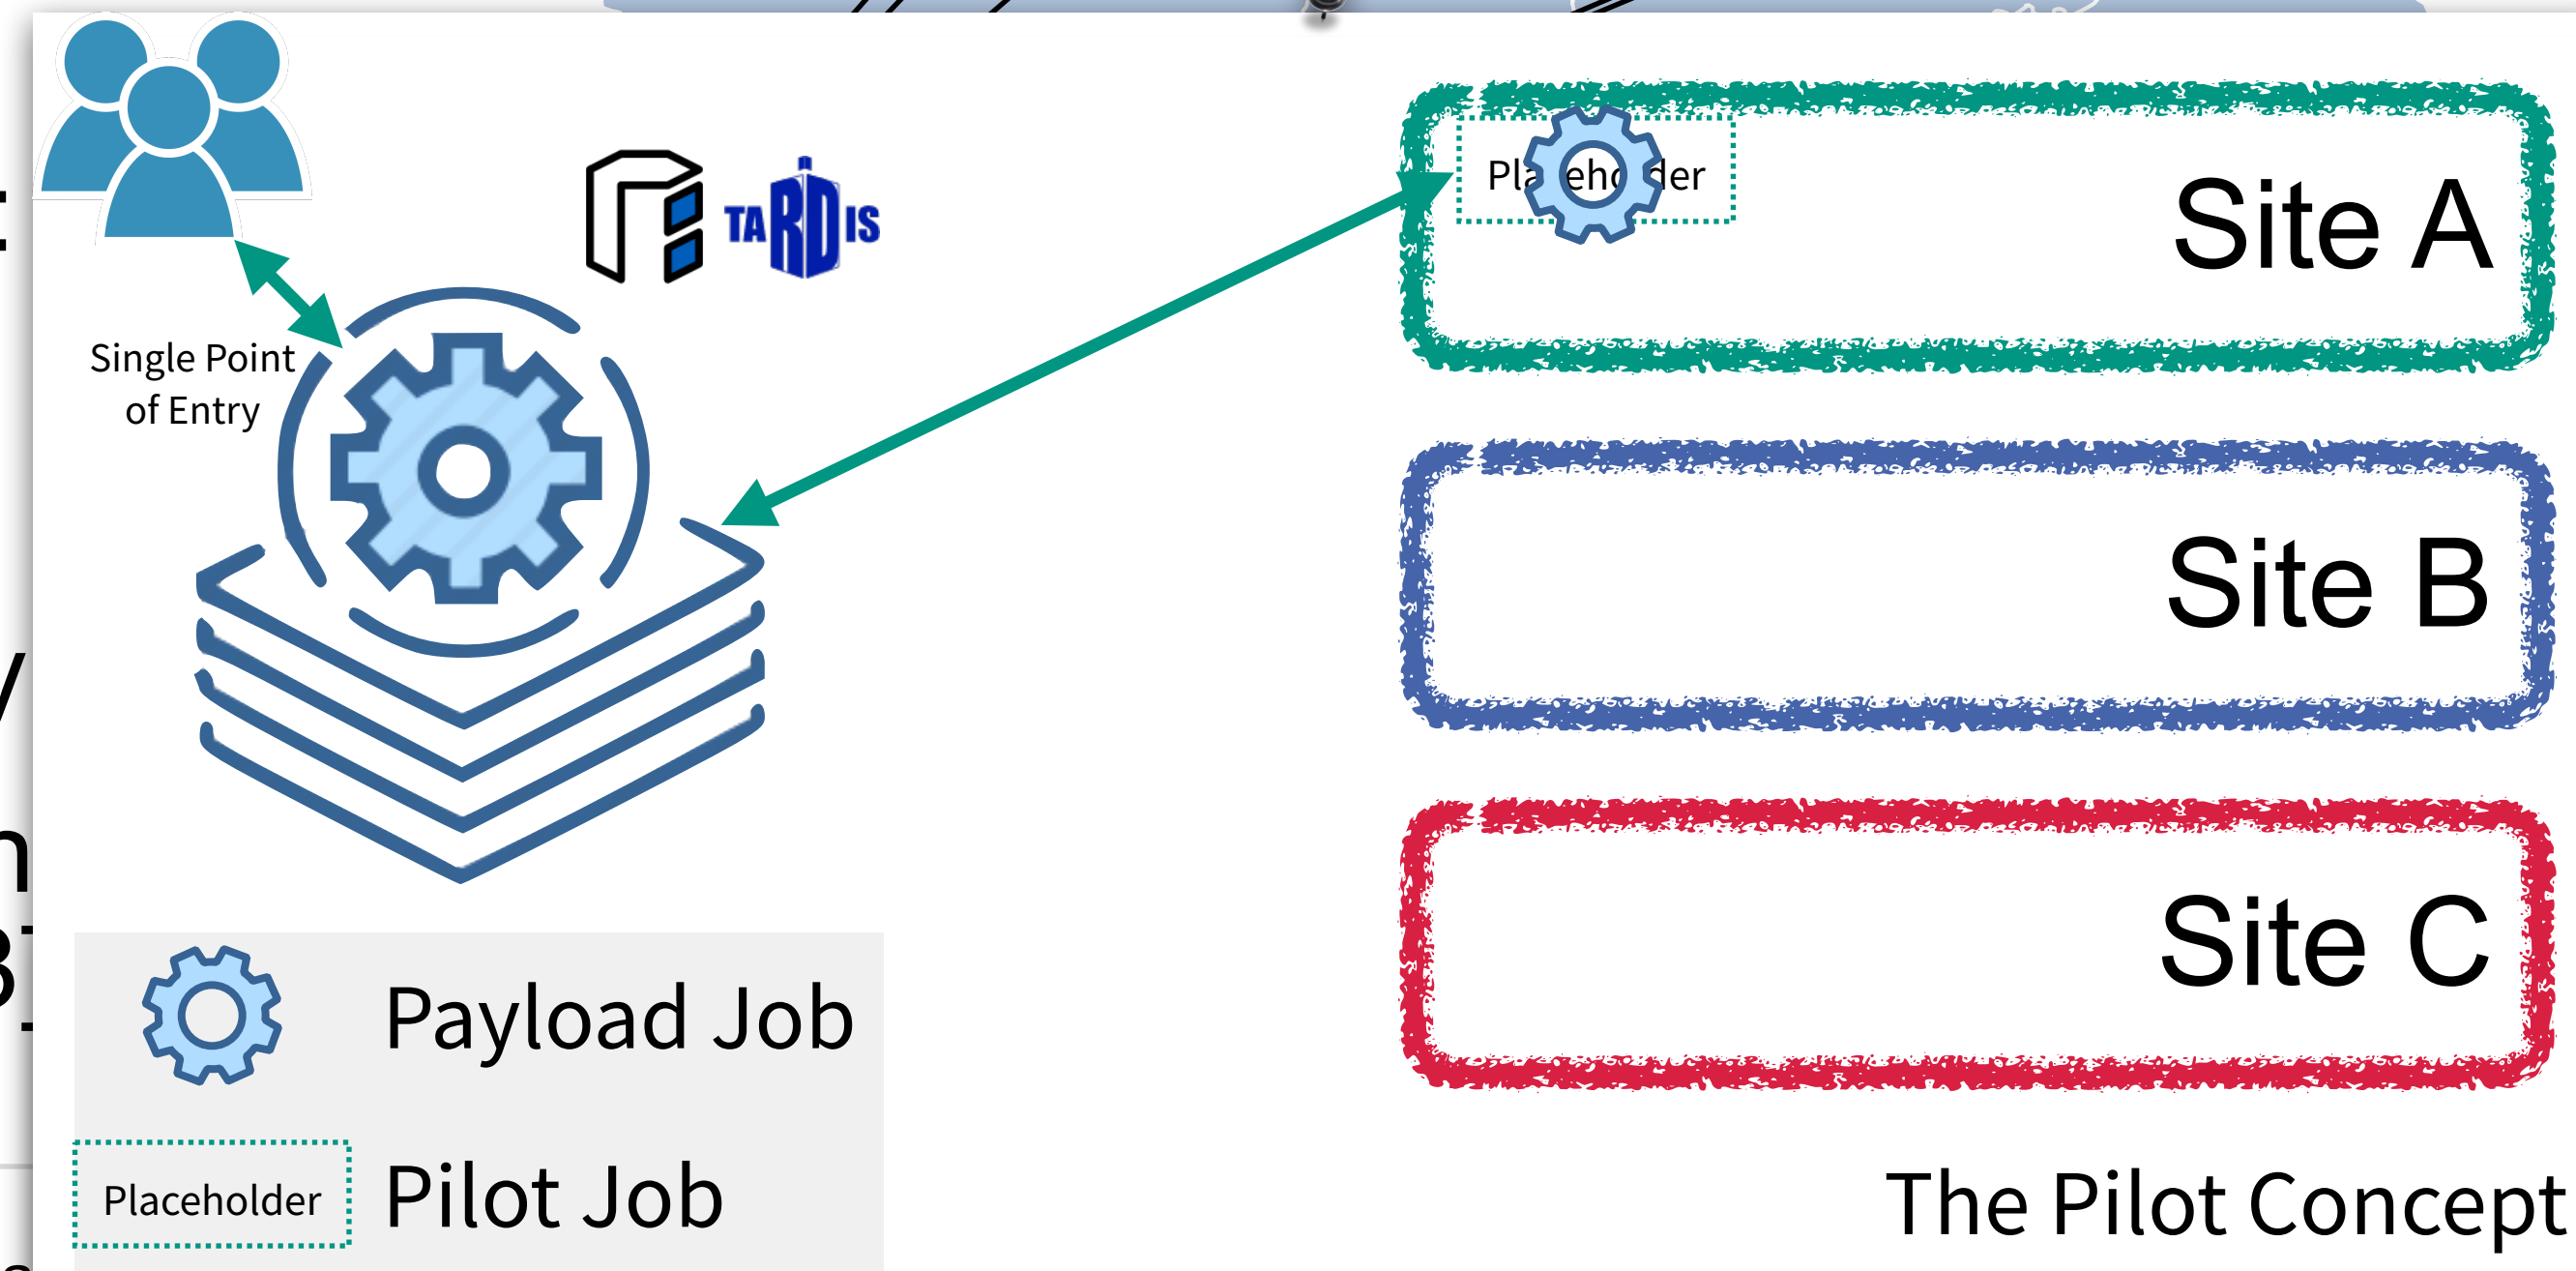 TARDIS
Site A
Single Point
of Entry
Site B
Site C
Payload Job
Placeholder
Pilot Job
The Pilot Concept